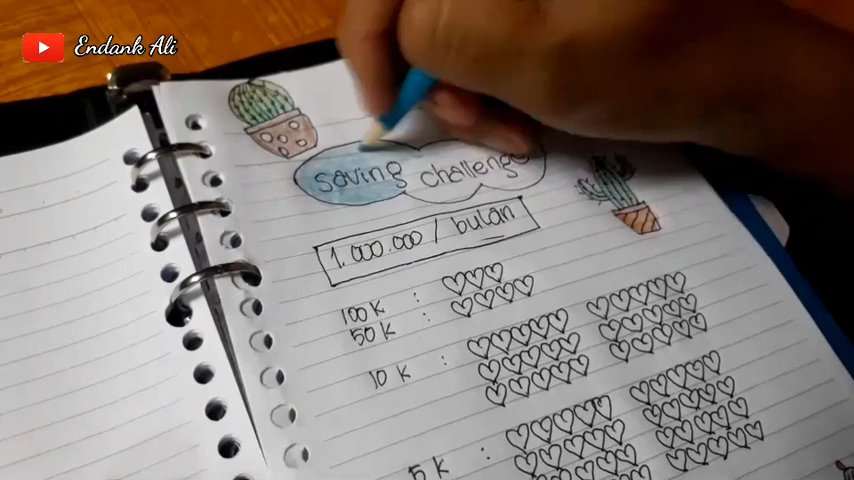 Endank Ali
saving challenge
1.000.000 / bulan
100 K :
50 K :
10 K :
5 K :